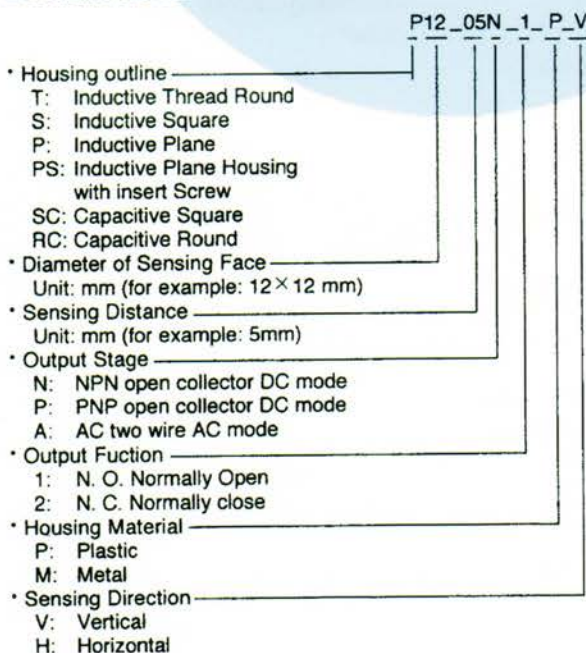 P12_05N_1_P_V
· Housing outline
T: Inductive Thread Round
S: Inductive Square
P: Inductive Plane
PS: Inductive Plane Housing
with insert Screw
SC: Capacitive Square
RC: Capacitive Round
· Diameter of Sensing Face
Unit: mm (for example: 12×12 mm)
· Sensing Distance
Unit: mm (for example: 5mm)
· Output Stage
N: NPN open collector DC mode
P: PNP open collector DC mode
A: AC two wire AC mode
· Output Fuction
1: N. O. Normally Open
2: N. C. Normally close
· Housing Material
P: Plastic
M: Metal
· Sensing Direction
V: Vertical
H: Horizontal